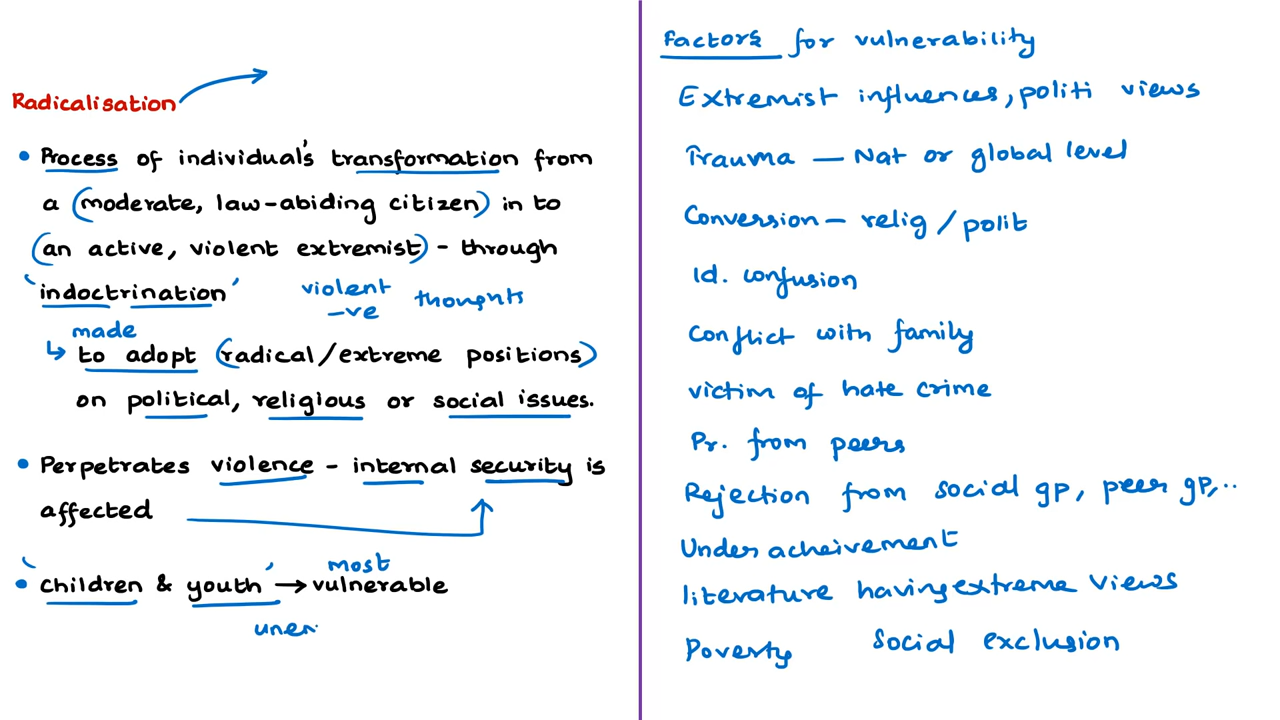 Radicalisation
• Process of individual's transformation from
a (moderate, law-abiding citizen) in to
(an active, violent extremist) - through
'indoctrination' violent -ve thoughts
made
↳ to adopt (radical/extreme positions)
on political, religious or social issues.
• Perpetrates violence - internal security is
affected
most
• 'children & youth' → vulnerable
uner
Factors for vulnerability
Extremist influences, politi views
Trauma — Nat or global level
Conversion — relig / polit
Id. confusion
Conflict with family
victim of hate crime
Pr. from peers
Rejection from social gp, peer gp,..
Under acheivement
literature having extreme views
Poverty social exclusion